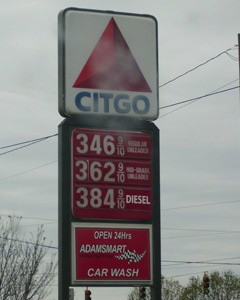 CITGO
346 9/10 REGULAR UNLEADED
362 9/10 MID-GRADE UNLEADED
384 9/10 DIESEL
OPEN 24Hrs
ADAMSMART
CAR WASH